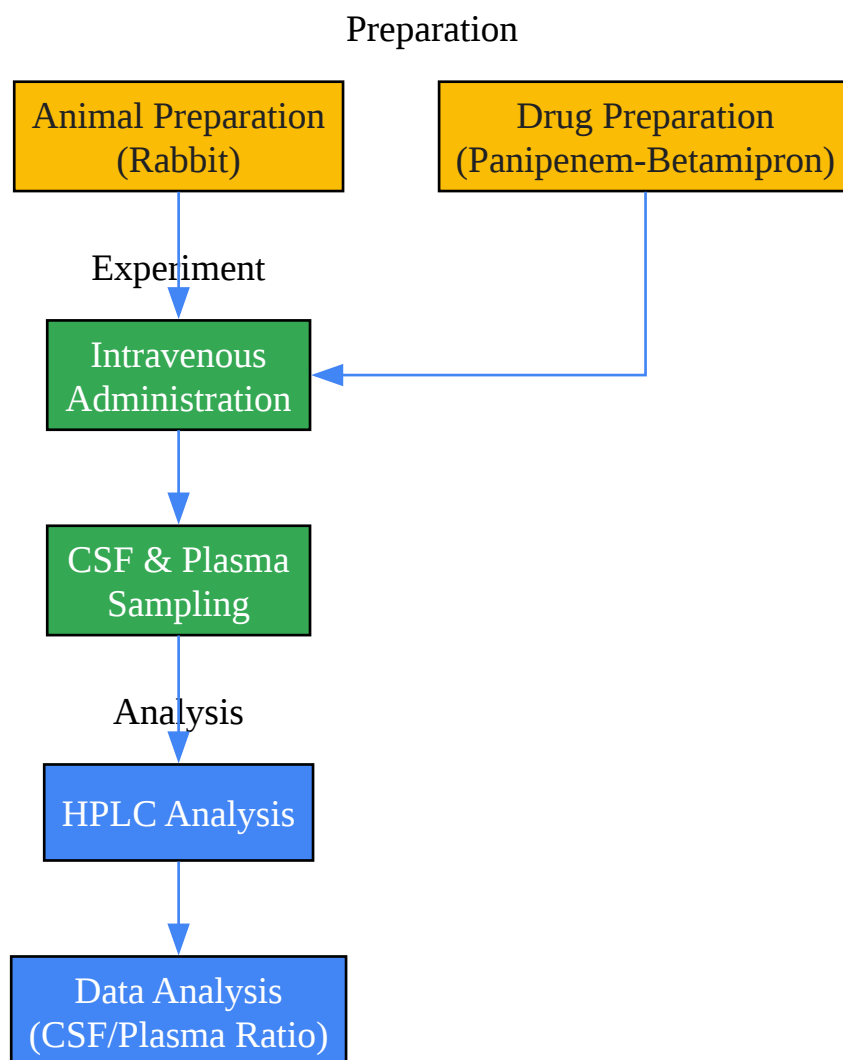 Preparation
Animal Preparation
(Rabbit)
Drug Preparation
(Panipenem-Betamipron)
Experiment
Intravenous
Administration
CSF & Plasma
Sampling
Analysis
HPLC Analysis
Data Analysis
(CSF/Plasma Ratio)